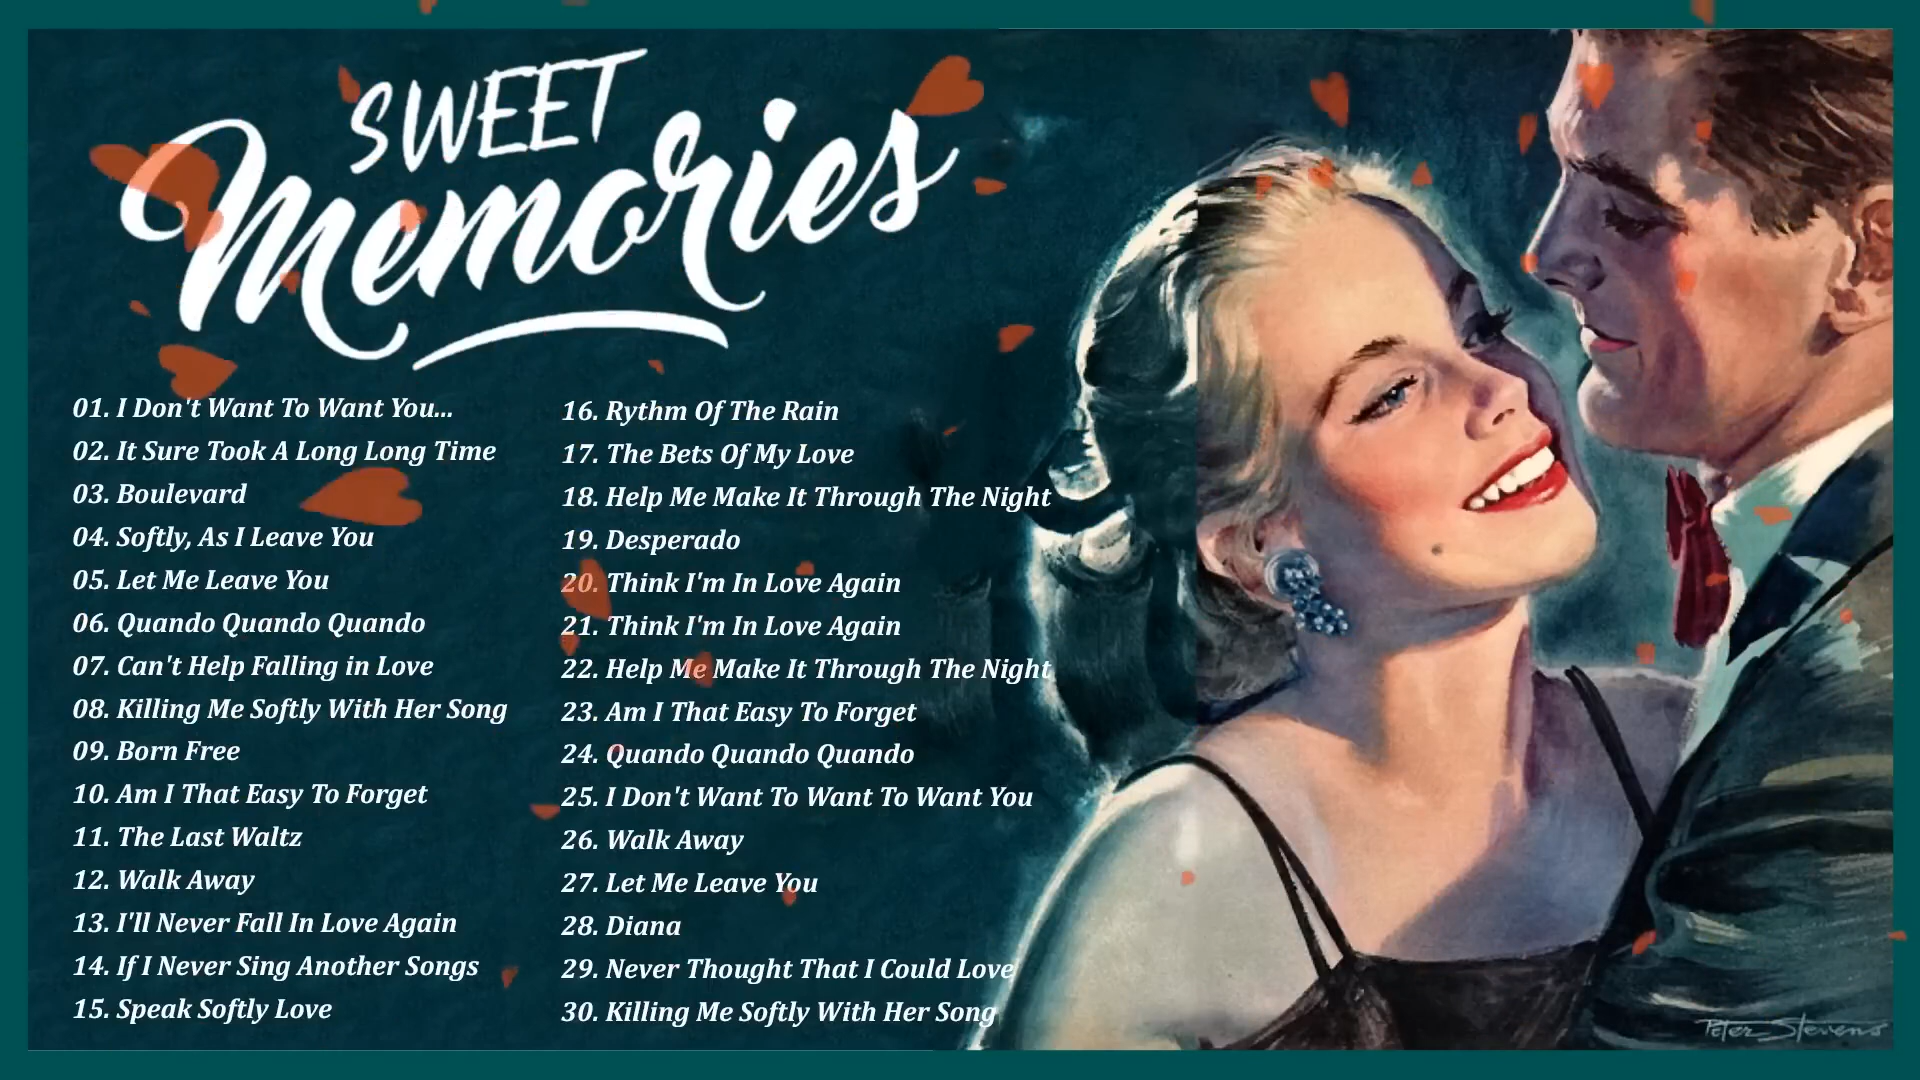 SWEET
Memories
01. I Don't Want To Want You...
02. It Sure Took A Long Long Time
03. Boulevard
04. Softly, As I Leave You
05. Let Me Leave You
06. Quando Quando Quando
07. Can't Help Falling in Love
08. Killing Me Softly With Her Song
09. Born Free
10. Am I That Easy To Forget
11. The Last Waltz
12. Walk Away
13. I'll Never Fall In Love Again
14. If I Never Sing Another Songs
15. Speak Softly Love
16. Rythm Of The Rain
17. The Bets Of My Love
18. Help Me Make It Through The Night
19. Desperado
20. Think I'm In Love Again
21. Think I'm In Love Again
22. Help Me Make It Through The Night
23. Am I That Easy To Forget
24. Quando Quando Quando
25. I Don't Want To Want To Want You
26. Walk Away
27. Let Me Leave You
28. Diana
29. Never Thought That I Could Love
30. Killing Me Softly With Her Song
Peter Stevens